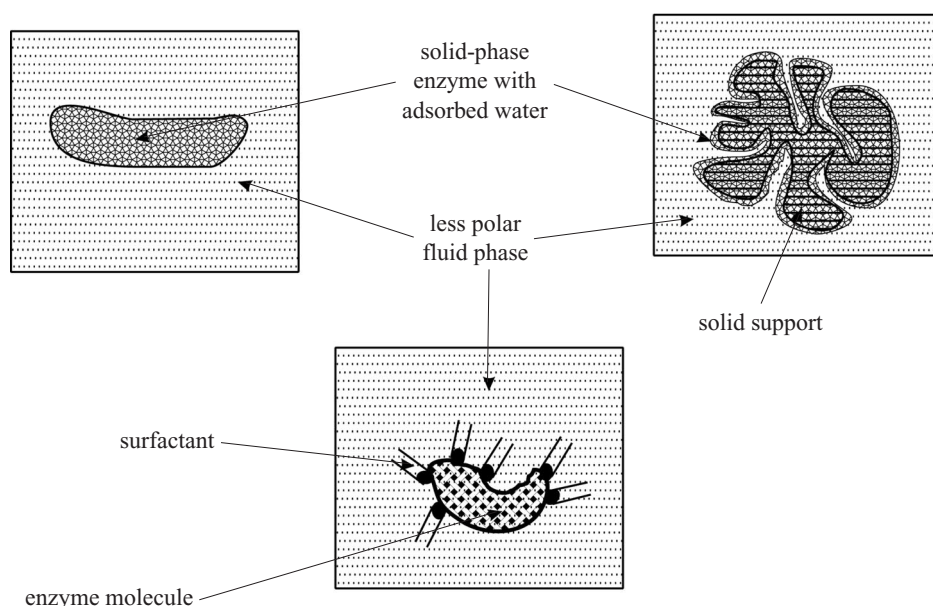 solid-phase
enzyme with
adsorbed water
less polar
fluid phase
solid support
surfactant
enzyme molecule